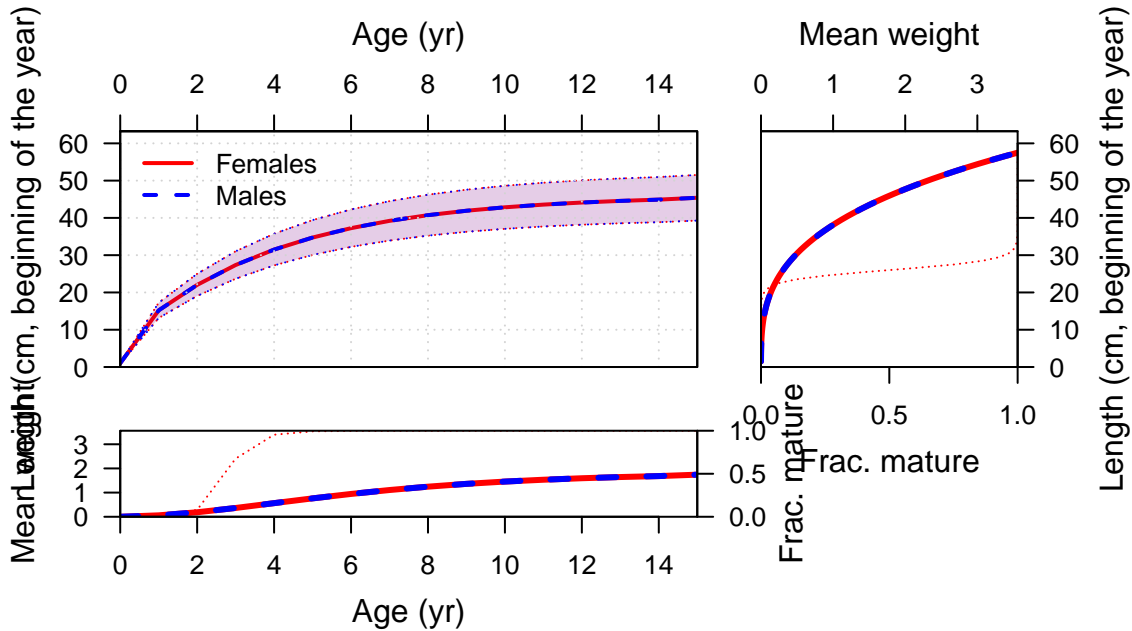 Age (yr)
Mean weight
0 2 4 6 8 10 12 14
0 1 2 3
Length (cm, beginning of the year)
60
50
40
30
20
10
0
Females
Males
60
50
40
30
20
10
0
Length (cm, beginning of the year)
0.0 0.5 1.0
Frac. mature
Mean weight
3
2
1
0
1.0
0.5
0.0
Frac. mature
0 2 4 6 8 10 12 14
Age (yr)